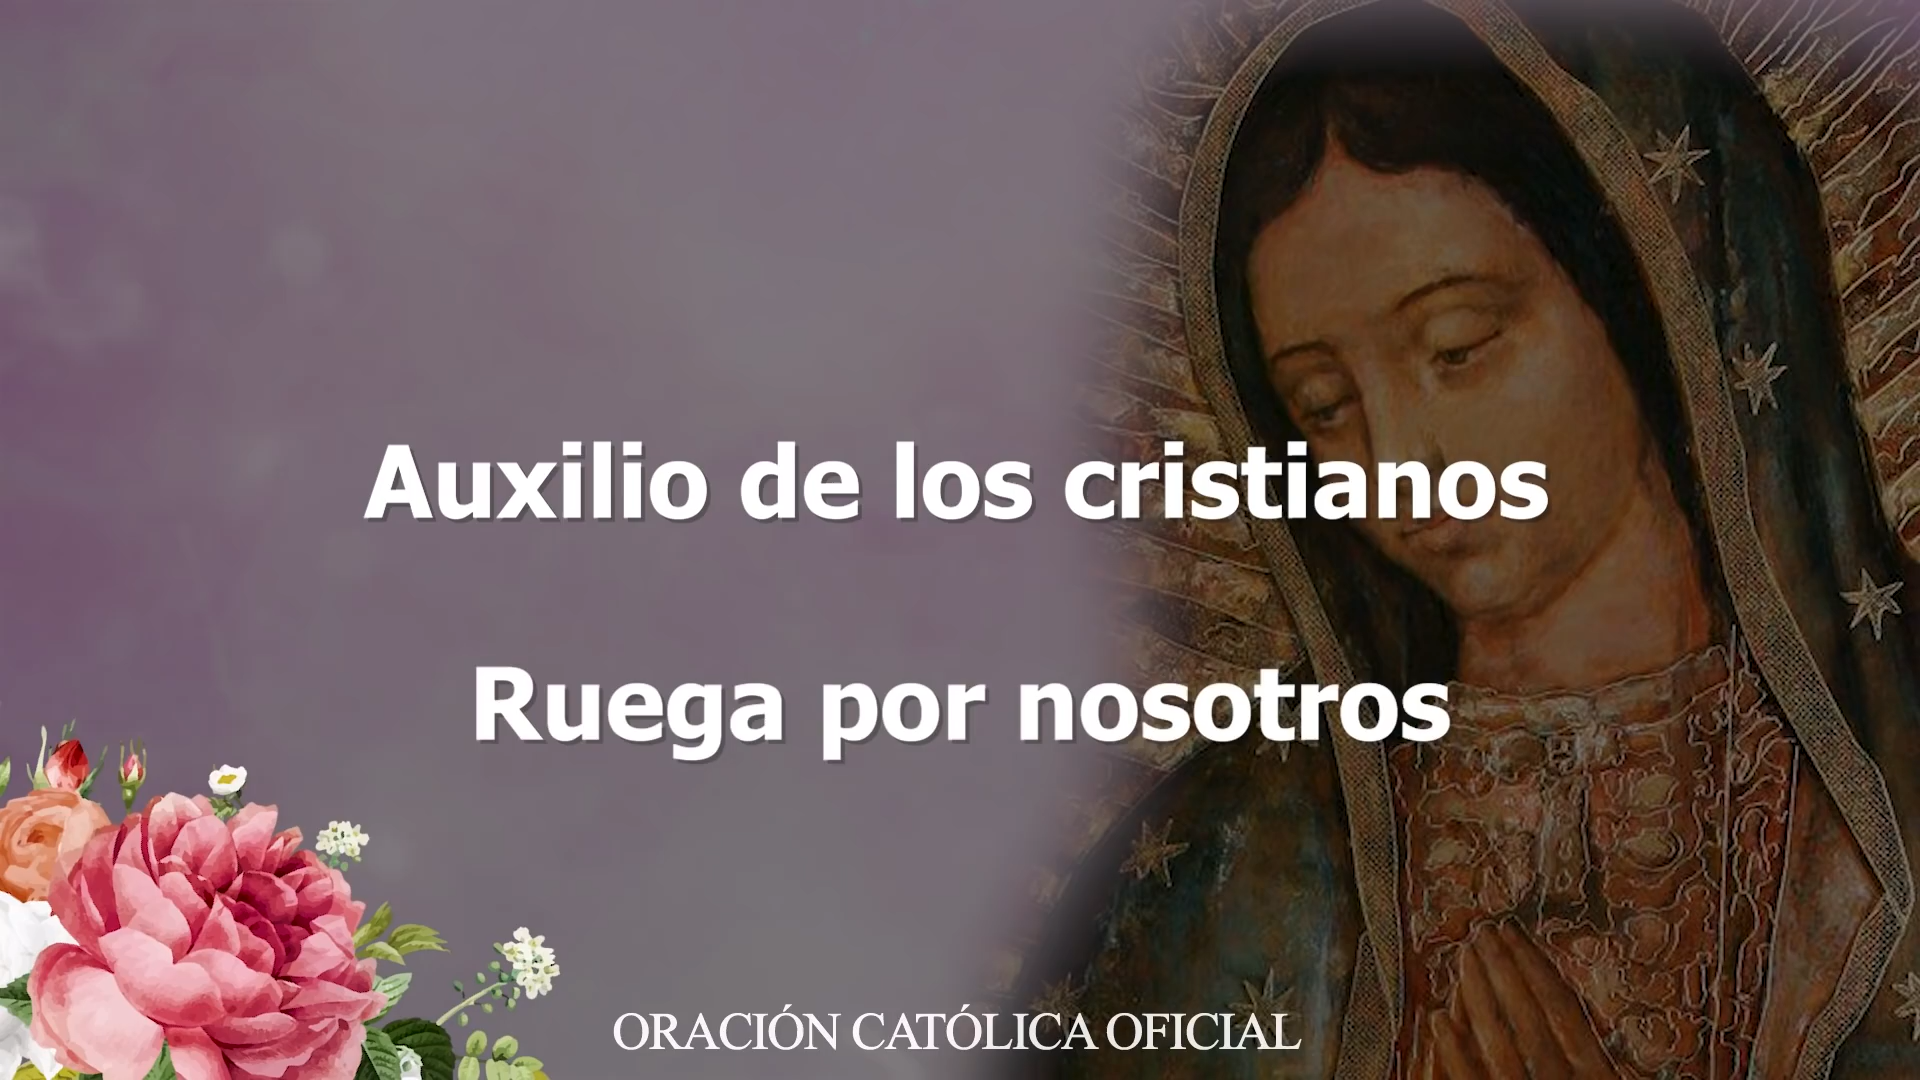 Auxilio de los cristianos
Ruega por nosotros
ORACIÓN CATÓLICA OFICIAL